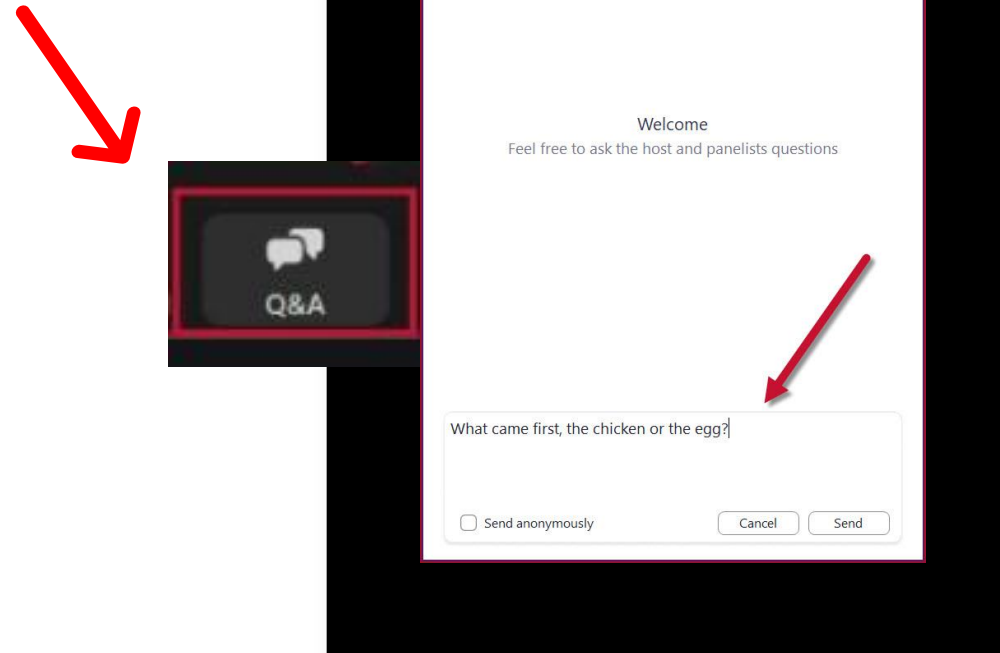 Welcome
Feel free to ask the host and panelists questions
Q&A
What came first, the chicken or the egg?
Send anonymously
Cancel
Send